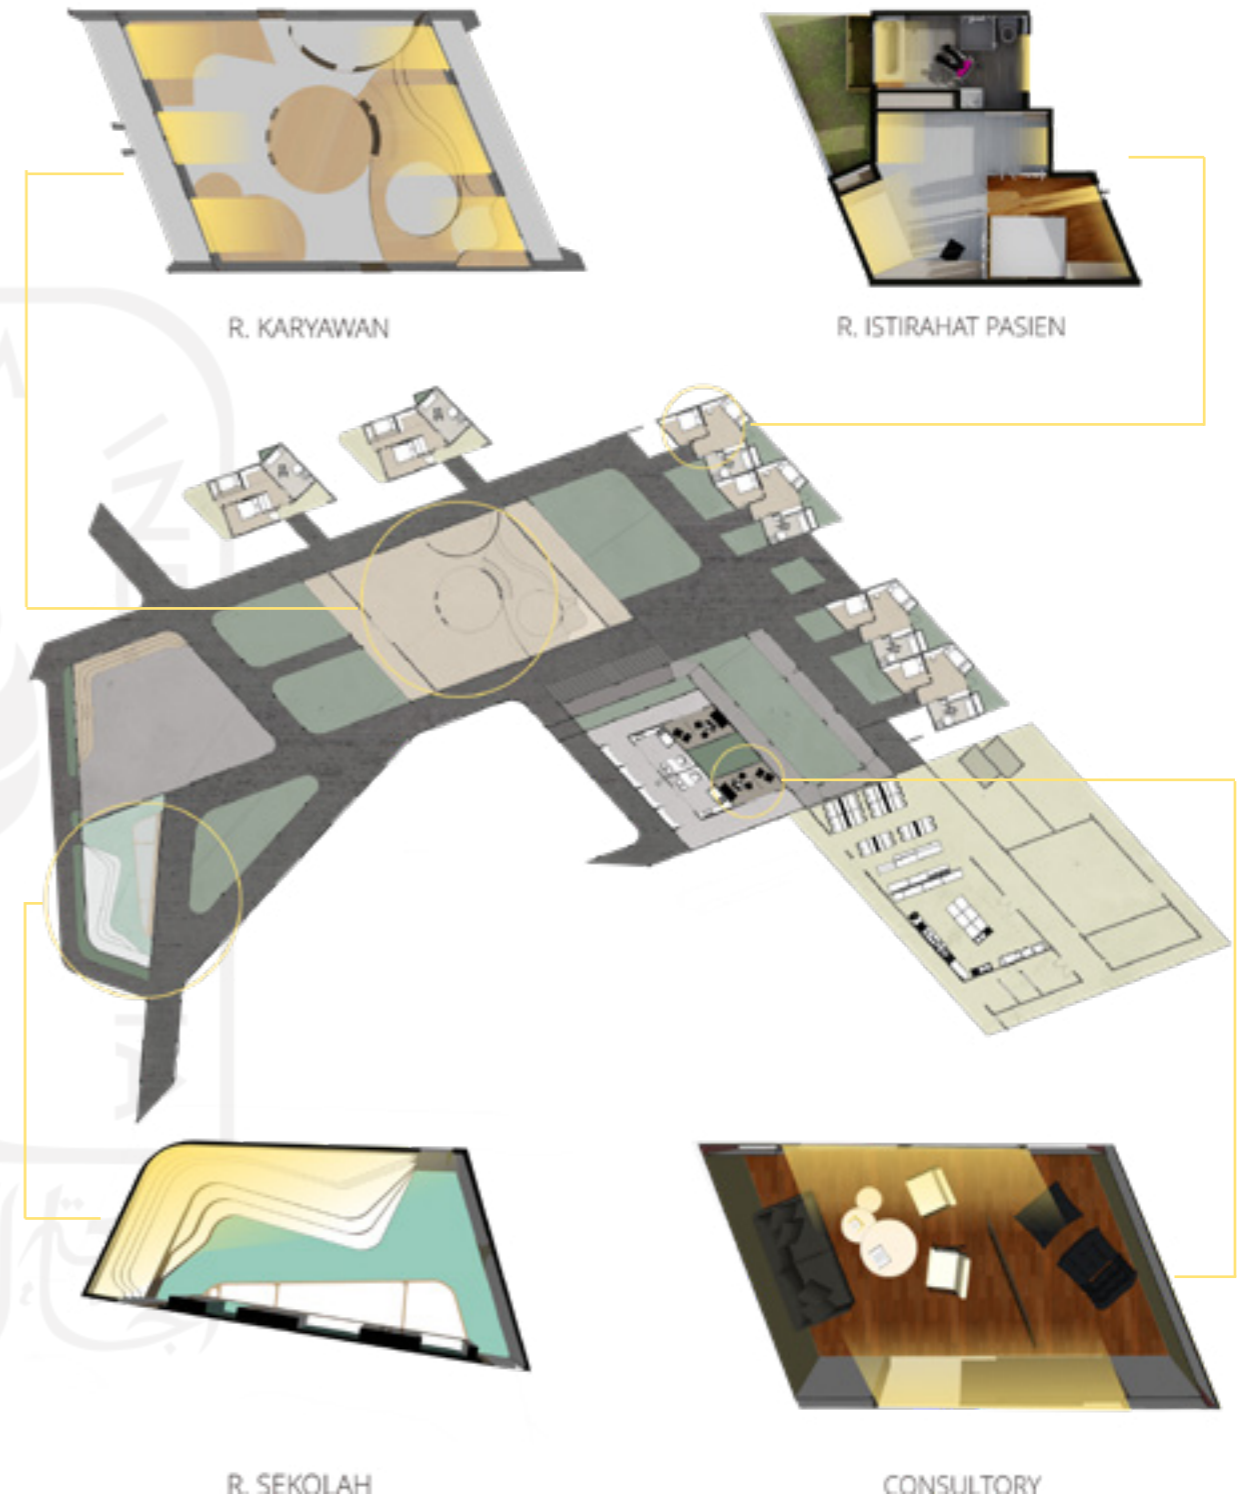 R. KARYAWAN
R. ISTIRAHAT PASIEN
R. SEKOLAH
CONSULTORY